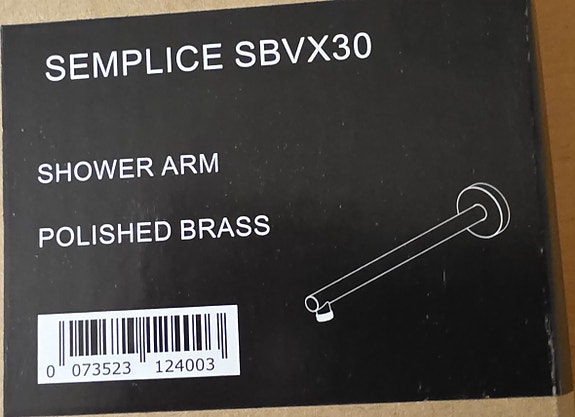 SEMPLICE SBVX30
SHOWER ARM
POLISHED BRASS
0 073523 124003